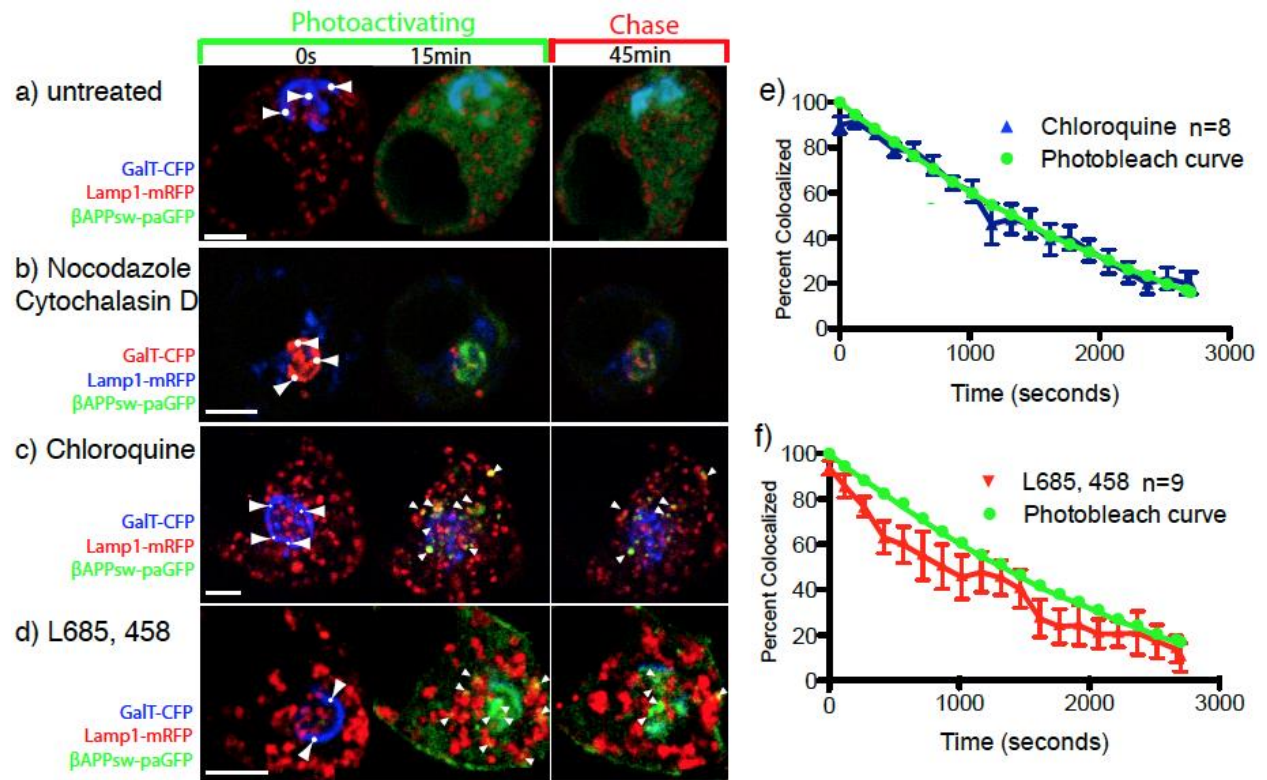 Photoactivating Chase
0s 15min 45min
a) untreated
GalT-CFP
Lamp1-mRFP
βAPPsw-paGFP
b) Nocodazole
Cytochalasin D
GalT-CFP
Lamp1-mRFP
βAPPsw-paGFP
c) Chloroquine
GalT-CFP
Lamp1-mRFP
βAPPsw-paGFP
d) L685, 458
GalT-CFP
Lamp1-mRFP
βAPPsw-paGFP
e)
Chloroquine n=8
Photobleach curve
Percent Colocalized
100
80
60
40
20
0
0 1000 2000 3000
Time (seconds)
f)
L685, 458 n=9
Photobleach curve
Percent Colocalized
100
80
60
40
20
0
0 1000 2000 3000
Time (seconds)